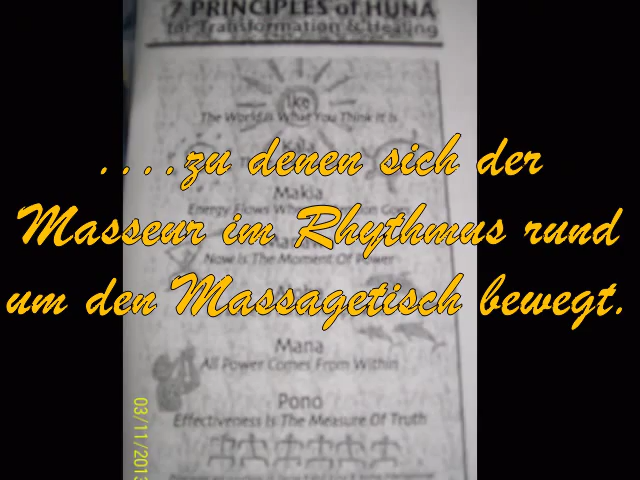 7 PRINCIPLES of HUNA
for Transformation & Healing
Ike
The World Is What You Think It Is
....zu denen sich der
Makia
Energy Flows Where Attention Goes
Masseur im Rhythmus rund
Now Is The Moment Of Power
um den Massagetisch bewegt.
Mana
All Power Comes From Within
Pono
Effectiveness Is The Measure Of Truth
03/11/2013